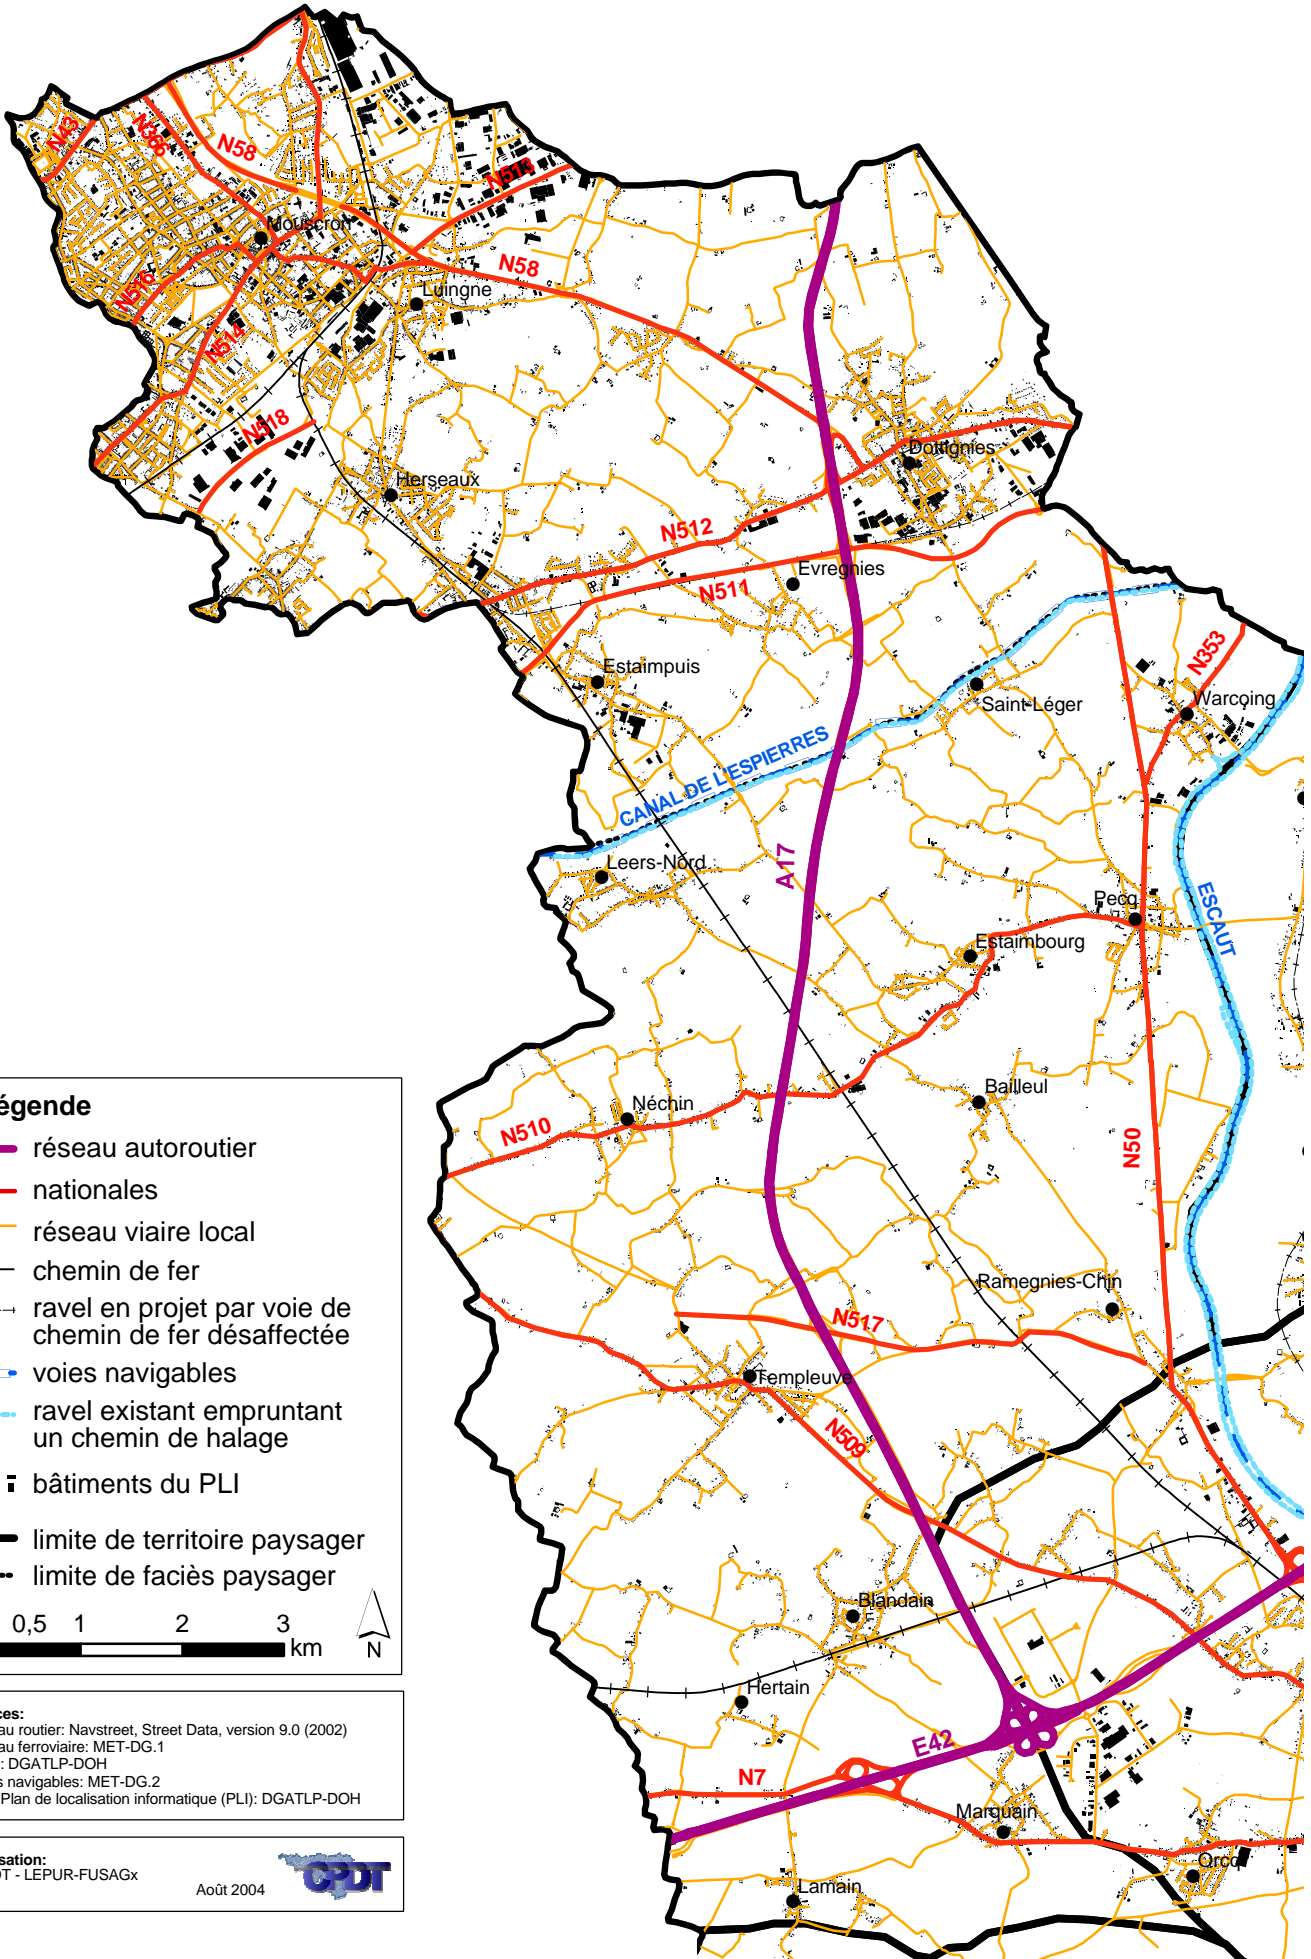 N43
N366
N58
N513
Mouscron
N58
Luingne
N515
N514
N518
Dottignies
Herseaux
N512
Evregnies
N511
Estaimpuis
N353
Saint-Léger
Warcoing
CANAL DE L'ESPIERRES
A17
Leers-Nord
Pecq
ESCAUT
Estaimbourg
Bailleul
Néchin
N510
N50
Ramegnies-Chin
N517
Templeuve
N509
Blandain
Hertain
E42
N7
Marquain
Orcq
Lamain
égende
réseau autoroutier
nationales
réseau viaire local
chemin de fer
ravel en projet par voie de
chemin de fer désaffectée
voies navigables
ravel existant empruntant
un chemin de halage
bâtiments du PLI
limite de territoire paysager
limite de faciès paysager
0,5 1 2 3
km
N
ces:
au routier: Navstreet, Street Data, version 9.0 (2002)
au ferroviaire: MET-DG.1
: DGATLP-DOH
s navigables: MET-DG.2
Plan de localisation informatique (PLI): DGATLP-DOH
sation:
DT - LEPUR-FUSAGx
Août 2004
CPDT